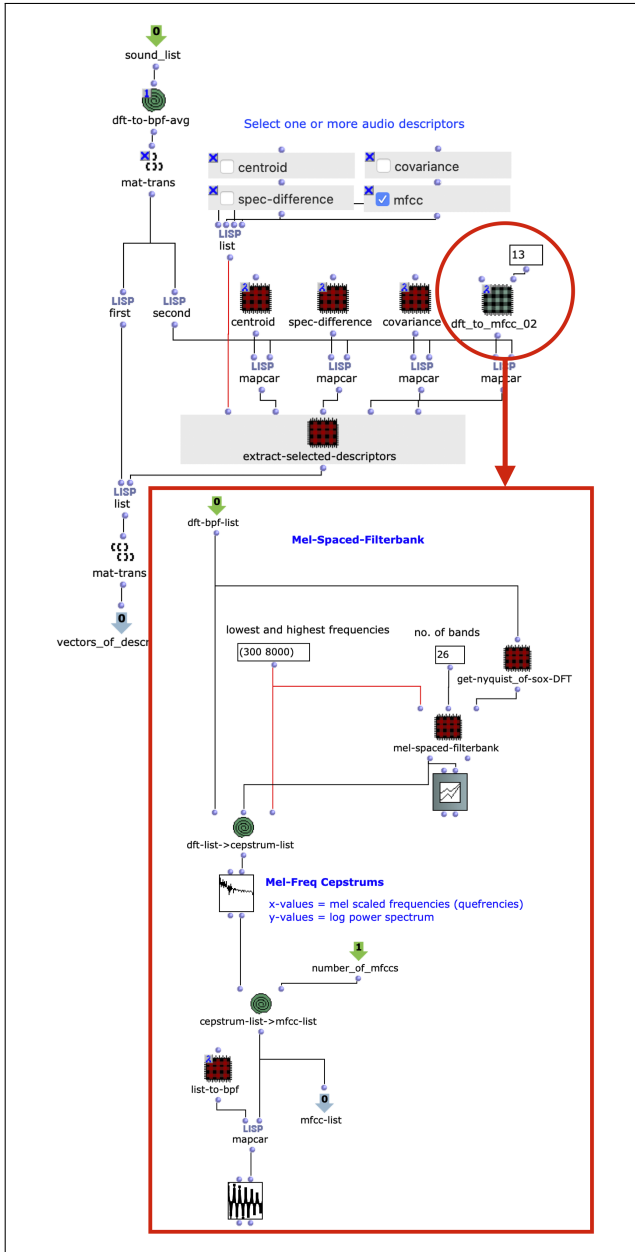 0
sound_list
1
dft-to-bpf-avg
Select one or more audio descriptors
x
mat-trans
x centroid
x covariance
x spec-difference
x mfcc
LISP
list
13
LISP
first
LISP
second
λ
centroid
λ
spec-difference
λ
covariance
λ
dft_to_mfcc_02
LISP
mapcar
LISP
mapcar
LISP
mapcar
LISP
mapcar
extract-selected-descriptors
LISP
list
mat-trans
0
vectors_of_descr
0
dft-bpf-list
Mel-Spaced-Filterbank
lowest and highest frequencies
(300 8000)
no. of bands
26
get-nyquist_of-sox-DFT
mel-spaced-filterbank
dft-list->cepstrum-list
Mel-Freq Cepstrums
x-values = mel scaled frequencies (quefrencies)
y-values = log power spectrum
1
number_of_mfccs
cepstrum-list->mfcc-list
λ
list-to-bpf
0
mfcc-list
LISP
mapcar